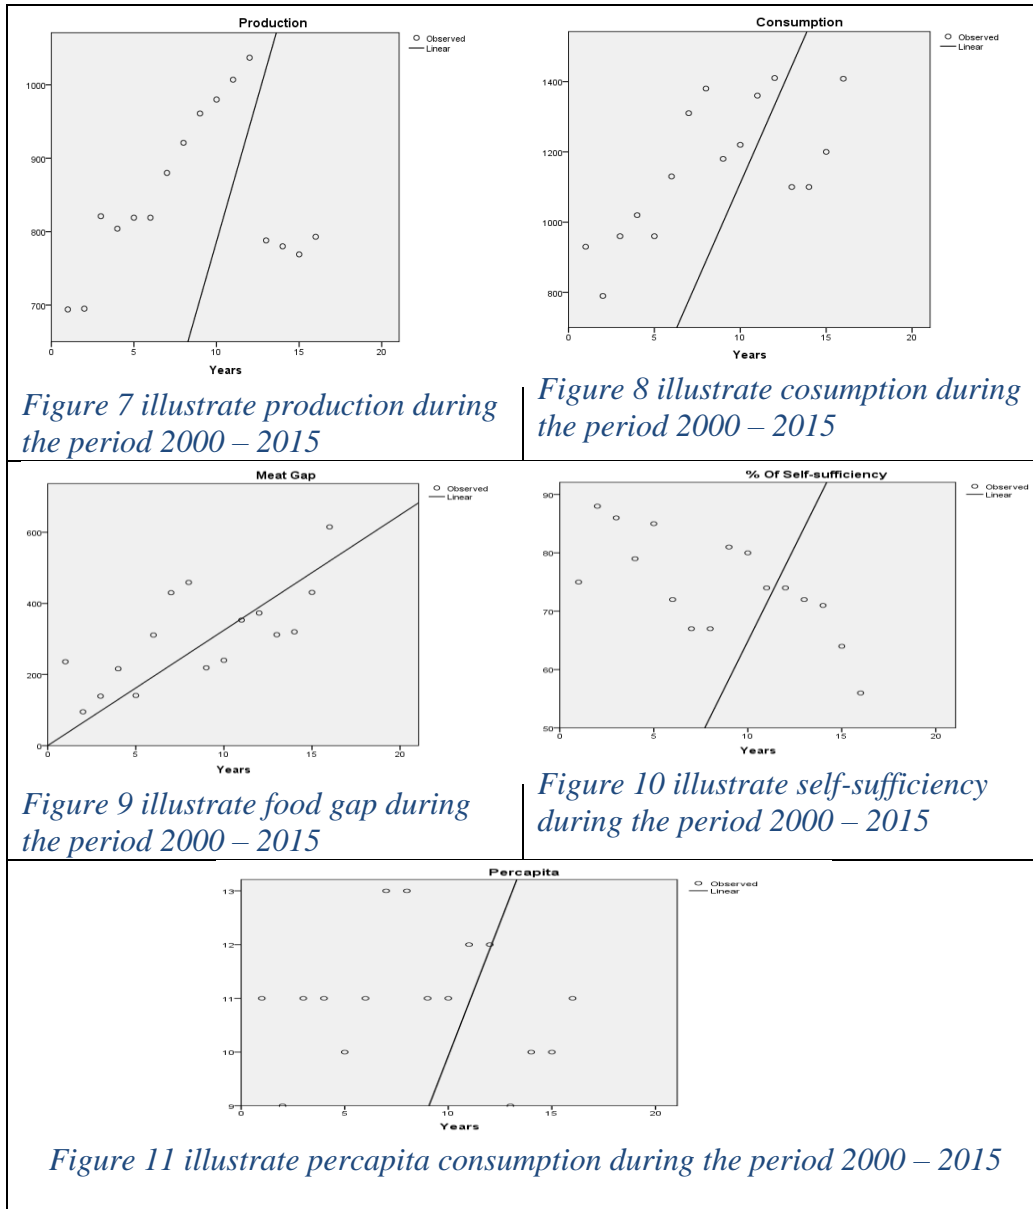 Production
Observed
Linear
1000
900
800
700
0 5 10 15 20
Years
Figure 7 illustrate production during
the period 2000 – 2015
Consumption
Observed
Linear
1400
1200
1000
800
0 5 10 15 20
Years
Figure 8 illustrate cosumption during
the period 2000 – 2015
Meat Gap
Observed
Linear
600
400
200
0
0 5 10 15 20
Years
Figure 9 illustrate food gap during
the period 2000 – 2015
% Of Self-sufficiency
Observed
Linear
90
80
70
60
50
0 5 10 15 20
Years
Figure 10 illustrate self-sufficiency
during the period 2000 – 2015
Percapita
Observed
Linear
13
12
11
10
9
0 5 10 15 20
Years
Figure 11 illustrate percapita consumption during the period 2000 – 2015